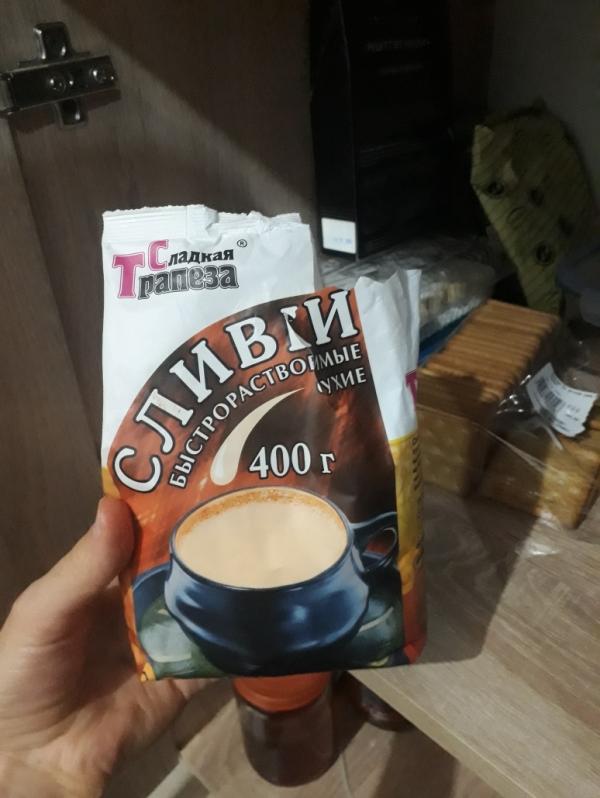 Сладкая
Трапеза®
СЛИВКИ
БЫСТРОРАСТВОРИМЫЕ
СУХИЕ
400 г